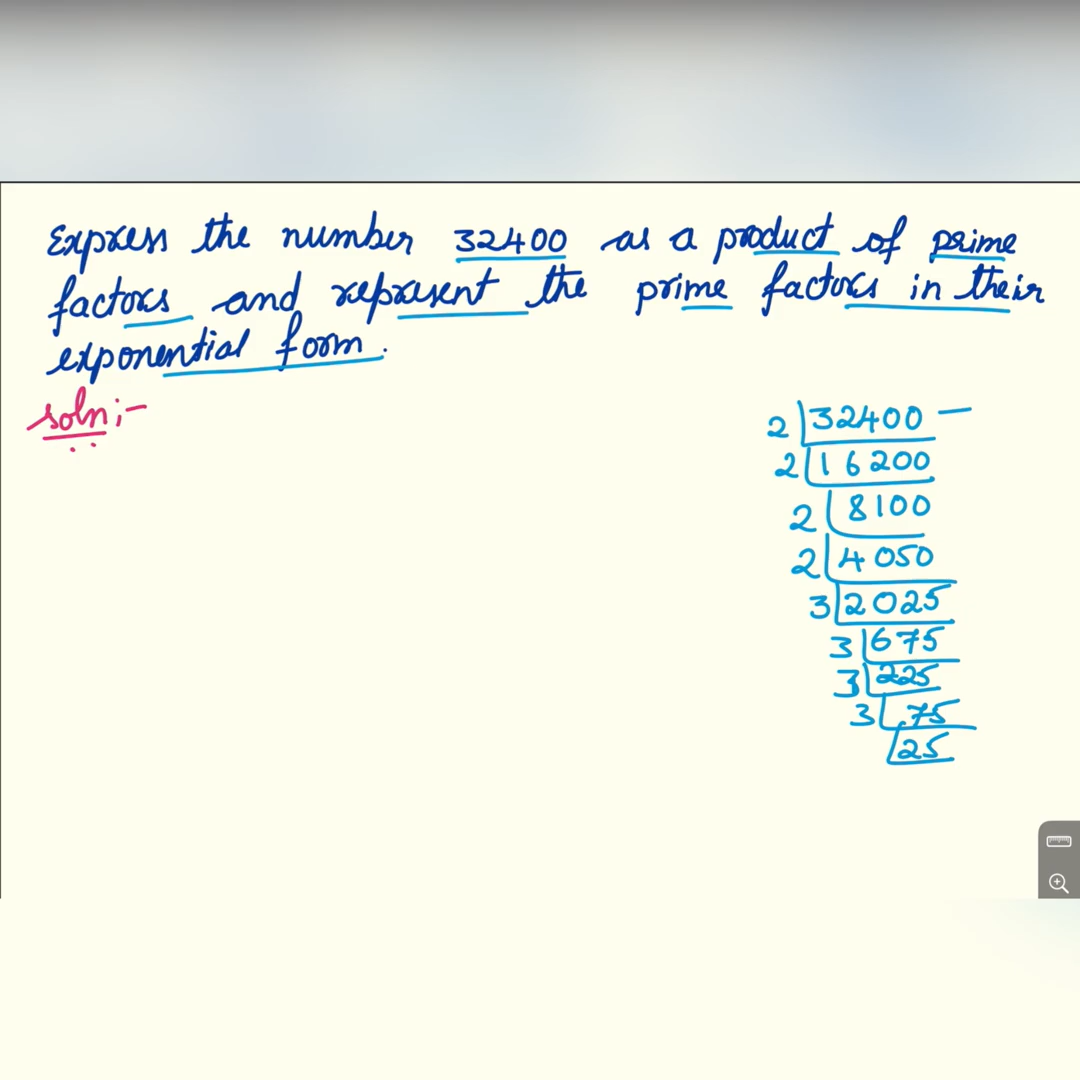 Express the number 32400 as a product of prime
factors and represent the prime factors in their
exponential form.
soln :-
2 | 32400 —
2 | 16200
2 | 8100
2 | 4050
3 | 2025
3 | 675
3 | 225
3 | 75
| 25